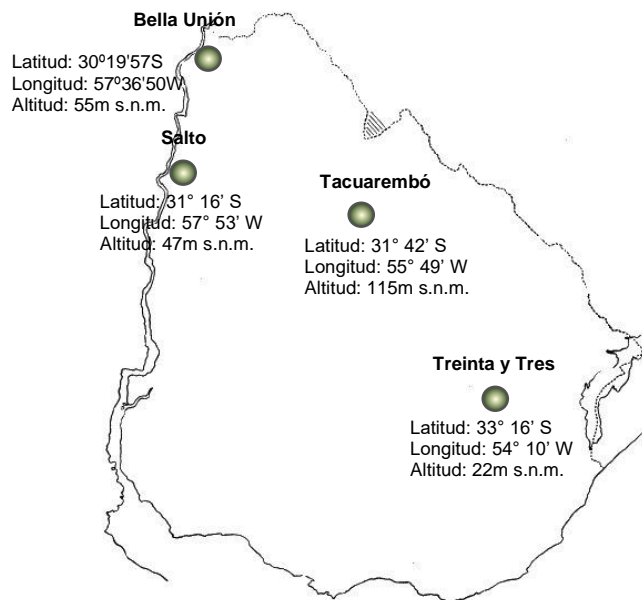 Bella Unión
Latitud: 30º19'57S
Longitud: 57º36'50W
Altitud: 55m s.n.m.
Salto
Latitud: 31° 16’ S
Longitud: 57° 53’ W
Altitud: 47m s.n.m.
Tacuarembó
Latitud: 31° 42’ S
Longitud: 55° 49’ W
Altitud: 115m s.n.m.
Treinta y Tres
Latitud: 33° 16’ S
Longitud: 54° 10’ W
Altitud: 22m s.n.m.